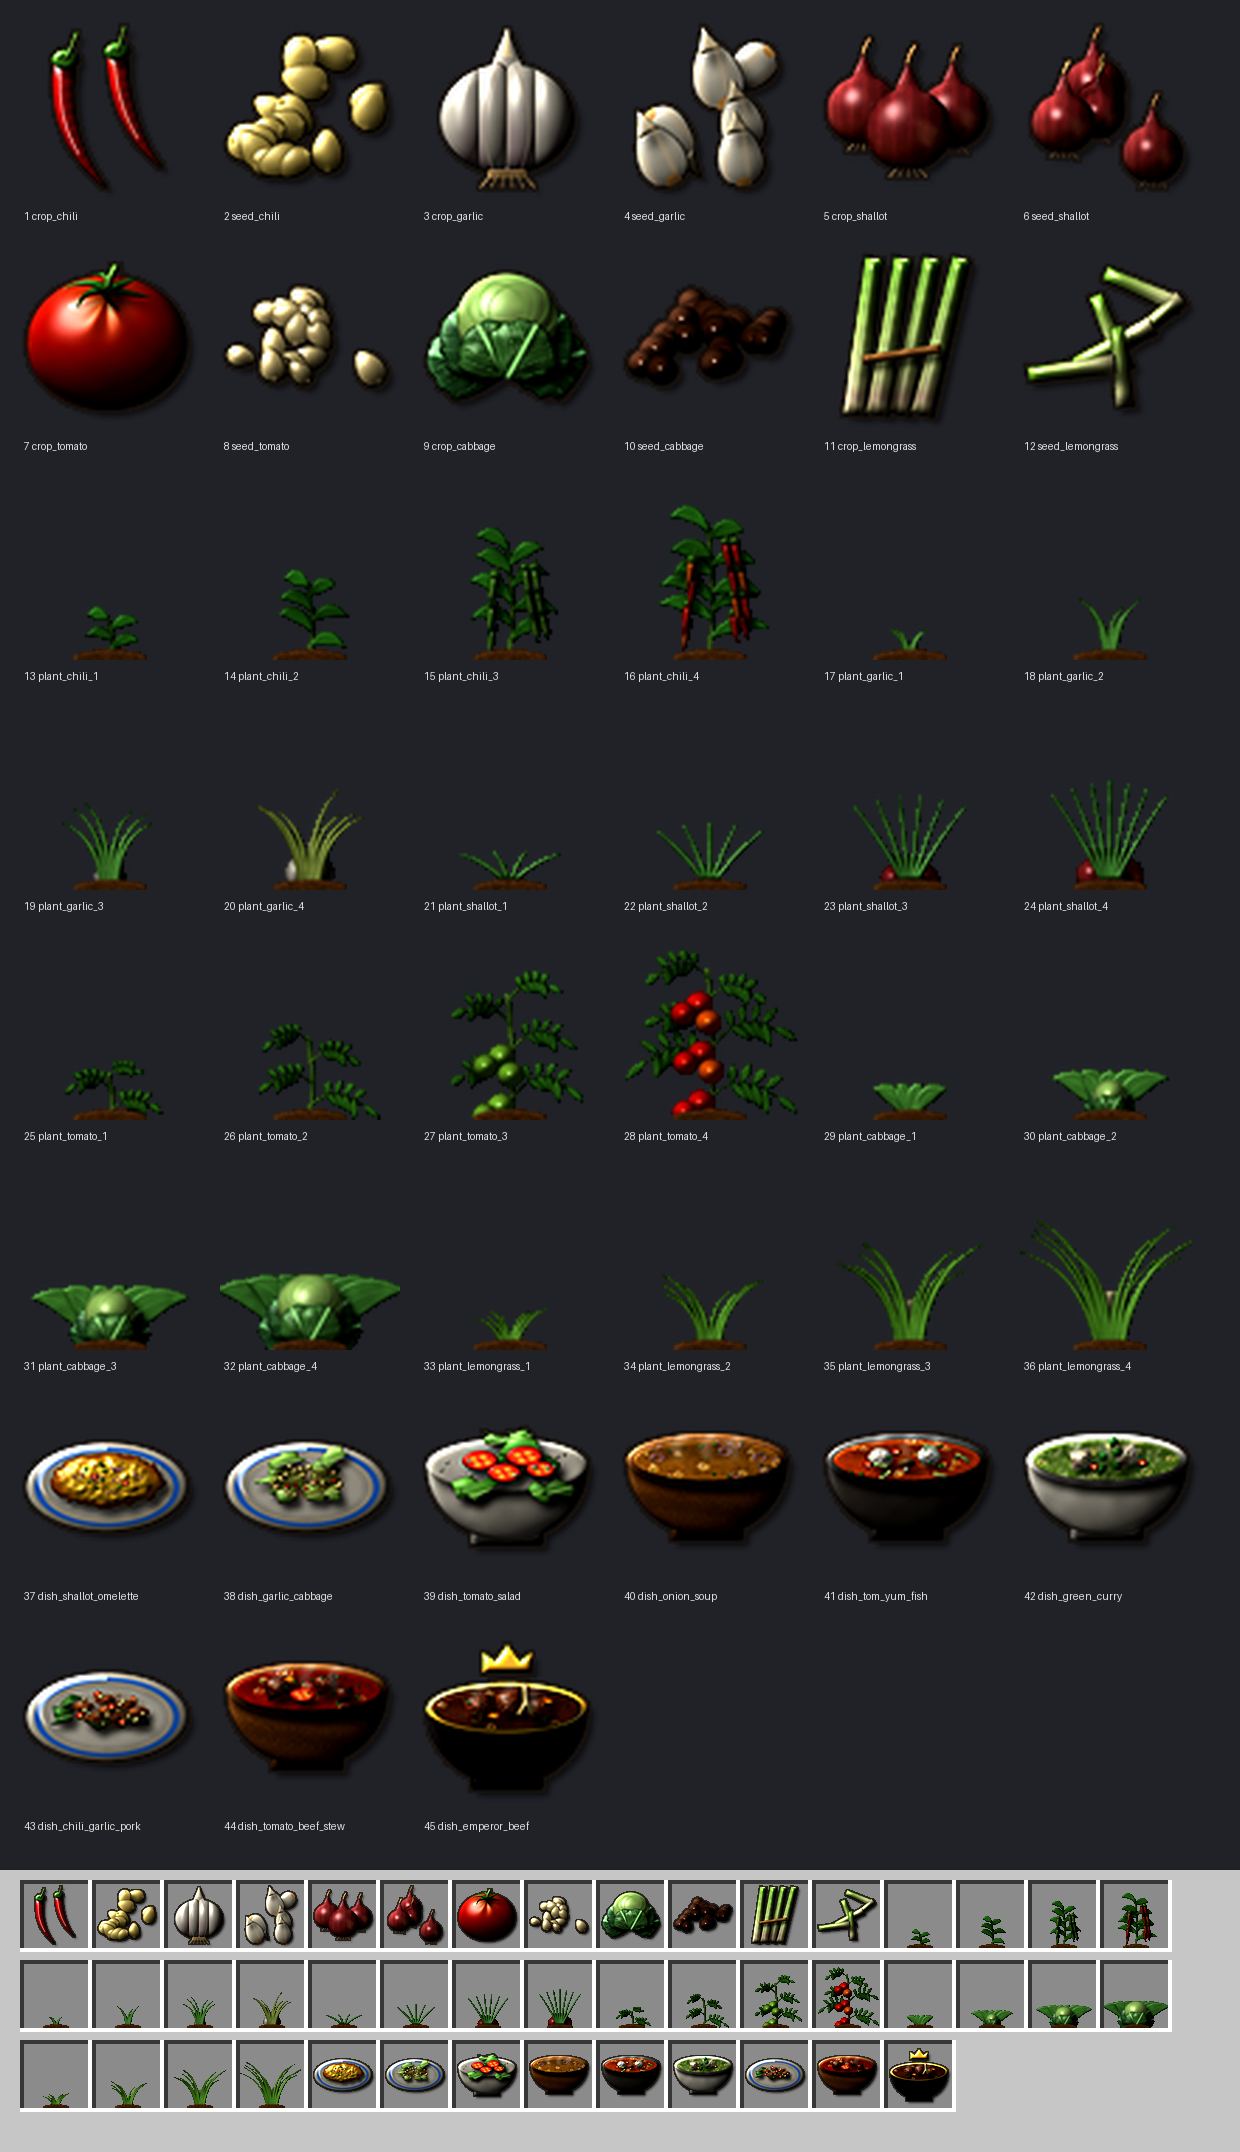 1 crop_chili
2 seed_chili
3 crop_garlic
4 seed_garlic
5 crop_shallot
6 seed_shallot
7 crop_tomato
8 seed_tomato
9 crop_cabbage
10 seed_cabbage
11 crop_lemongrass
12 seed_lemongrass
13 plant_chili_1
14 plant_chili_2
15 plant_chili_3
16 plant_chili_4
17 plant_garlic_1
18 plant_garlic_2
19 plant_garlic_3
20 plant_garlic_4
21 plant_shallot_1
22 plant_shallot_2
23 plant_shallot_3
24 plant_shallot_4
25 plant_tomato_1
26 plant_tomato_2
27 plant_tomato_3
28 plant_tomato_4
29 plant_cabbage_1
30 plant_cabbage_2
31 plant_cabbage_3
32 plant_cabbage_4
33 plant_lemongrass_1
34 plant_lemongrass_2
35 plant_lemongrass_3
36 plant_lemongrass_4
37 dish_shallot_omelette
38 dish_garlic_cabbage
39 dish_tomato_salad
40 dish_onion_soup
41 dish_tom_yum_fish
42 dish_green_curry
43 dish_chili_garlic_pork
44 dish_tomato_beef_stew
45 dish_emperor_beef